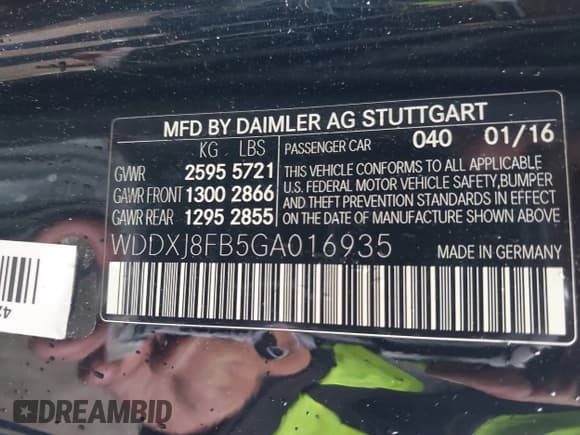 MFD BY DAIMLER AG STUTTGART
KG LBS PASSENGER CAR 040 01/16
GVWR 2595 5721 THIS VEHICLE CONFORMS TO ALL APPLICABLE
GAWR FRONT 1300 2866 U.S. FEDERAL MOTOR VEHICLE SAFETY, BUMPER
GAWR REAR 1295 2855 AND THEFT PREVENTION STANDARDS
IN EFFECT ON THE DATE OF MANUFACTURE SHOWN ABOVE.
WDDXJ8FB5GA016935 MADE IN GERMANY
DREAMBID